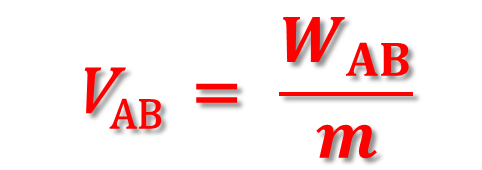 V_AB = W_AB / m